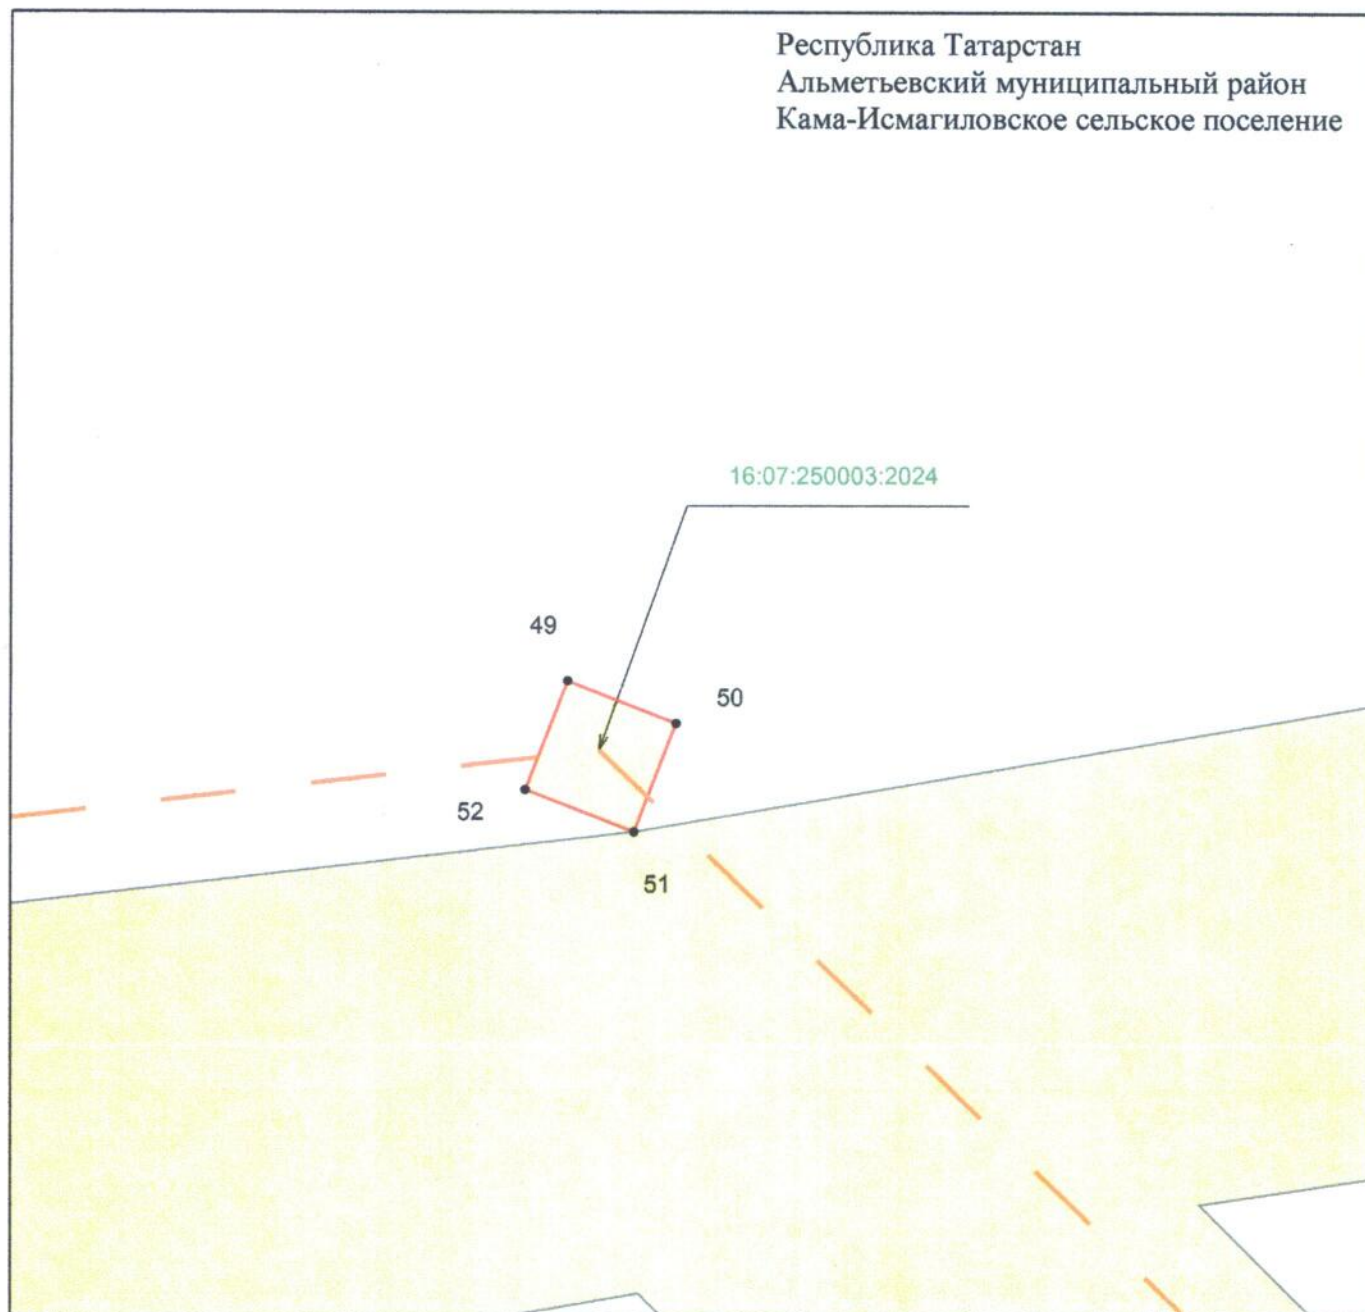 Республика Татарстан
Альметьевский муниципальный район
Кама-Исмагиловское сельское поселение
16:07:250003:2024
49
50
52
51